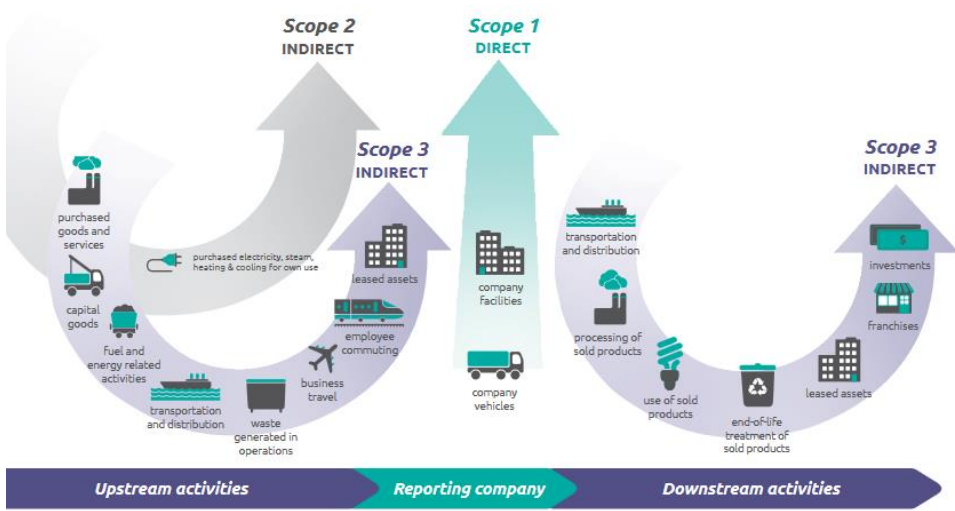 Scope 2
INDIRECT
Scope 1
DIRECT
Scope 3
INDIRECT
Scope 3
INDIRECT
purchased
goods and
services
purchased electricity, steam,
heating & cooling for own use
capital
goods
fuel and
energy related
activities
transportation
and distribution
waste
generated in
operations
business
travel
employee
commuting
leased assets
company
facilities
company
vehicles
transportation
and distribution
processing of
sold products
use of sold
products
end-of-life
treatment of
sold products
leased assets
franchises
$
investments
Upstream activities
Reporting company
Downstream activities